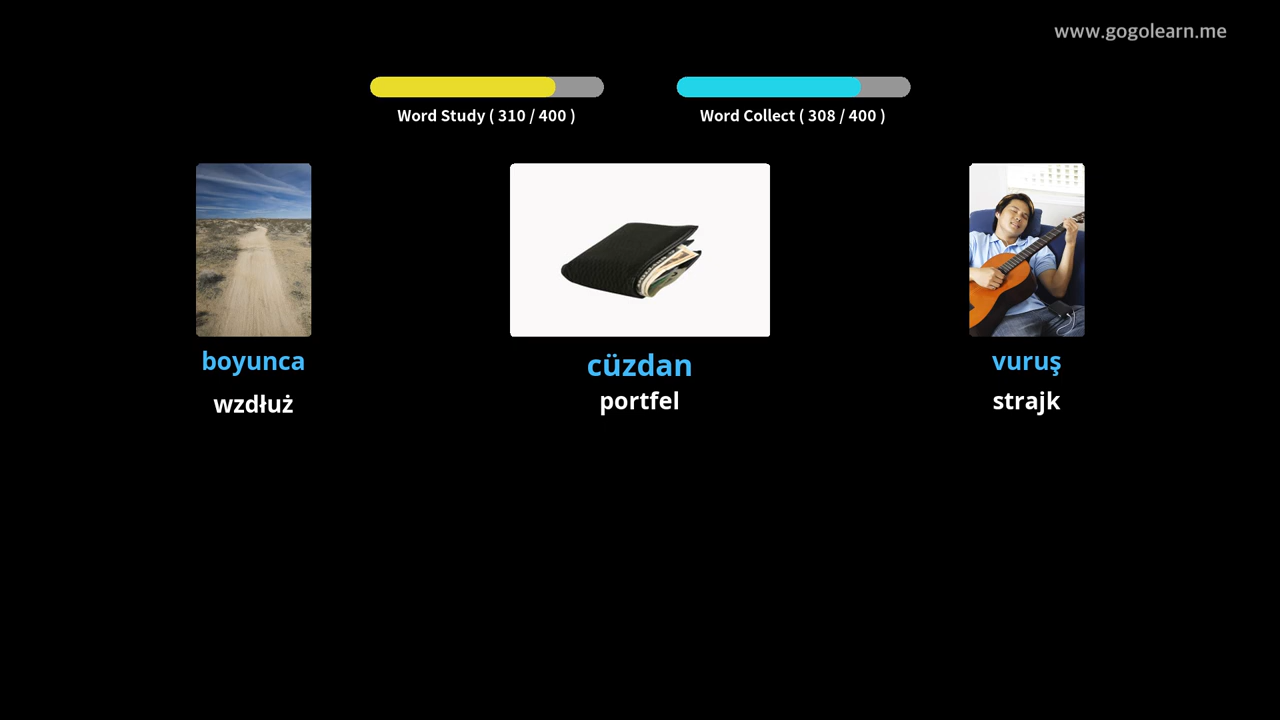 www.gogolearn.me
Word Study ( 310 / 400 )
Word Collect ( 308 / 400 )
boyunca
wzdłuż
cüzdan
portfel
vuruş
strajk